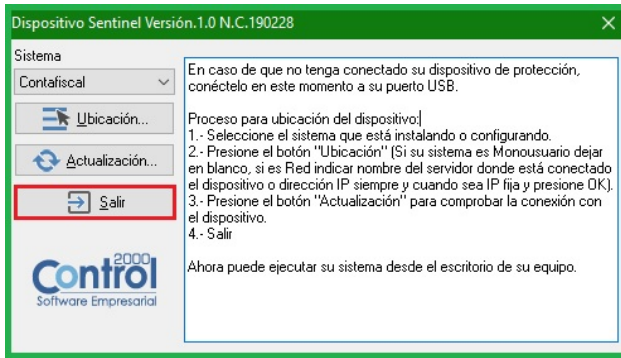 Dispositivo Sentinel Versión.1.0 N.C.190228
Sistema
Contafiscal
Ubicación...
Actualización...
Salir
Control
2000
Software Empresarial
En caso de que no tenga conectado su dispositivo de protección,
conéctelo en este momento a su puerto USB.
Proceso para ubicación del dispositivo:
1.- Seleccione el sistema que está instalando o configurando.
2.- Presione el botón "Ubicación" (Si su sistema es Monousuario dejar
en blanco, si es Red indicar nombre del servidor donde está conectado
el dispositivo o dirección IP siempre y cuando sea IP fija y presione OK).
3.- Presione el botón "Actualización" para comprobar la conexión con
el dispositivo.
4.- Salir
Ahora puede ejecutar su sistema desde el escritorio de su equipo.